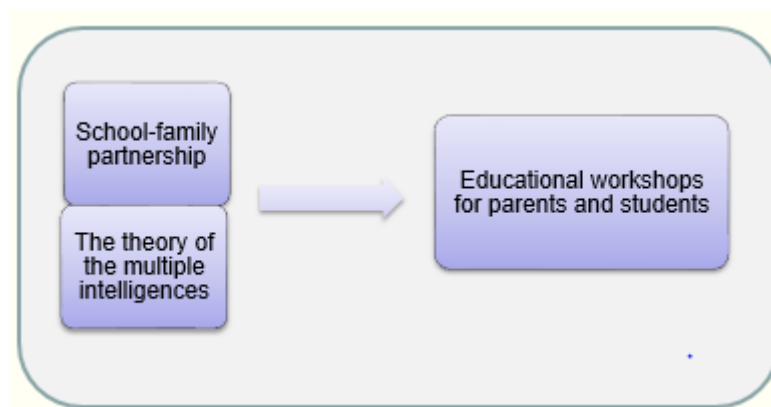 School-family
partnership
The theory of
the multiple
intelligences
Educational workshops
for parents and students